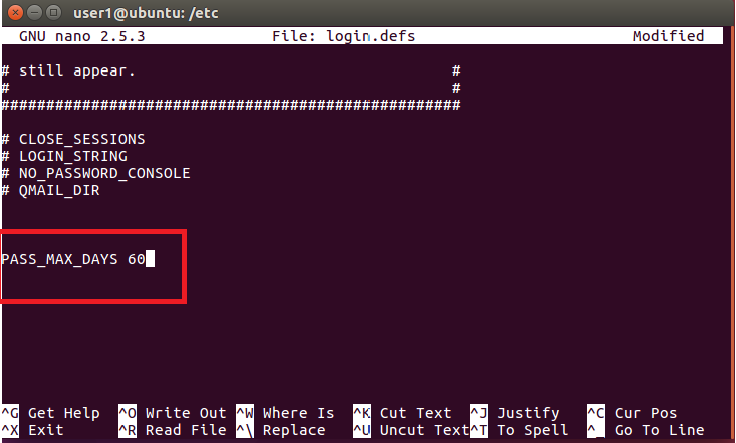 user1@ubuntu: /etc
GNU nano 2.5.3 File: login.defs Modified
# still appear. #
# #
###################################################
# CLOSE_SESSIONS
# LOGIN_STRING
# NO_PASSWORD_CONSOLE
# QMAIL_DIR
PASS_MAX_DAYS 60
^G Get Help ^O Write Out ^W Where Is ^K Cut Text ^J Justify ^C Cur Pos
^X Exit ^R Read File ^\ Replace ^U Uncut Text ^T To Spell ^_ Go To Line